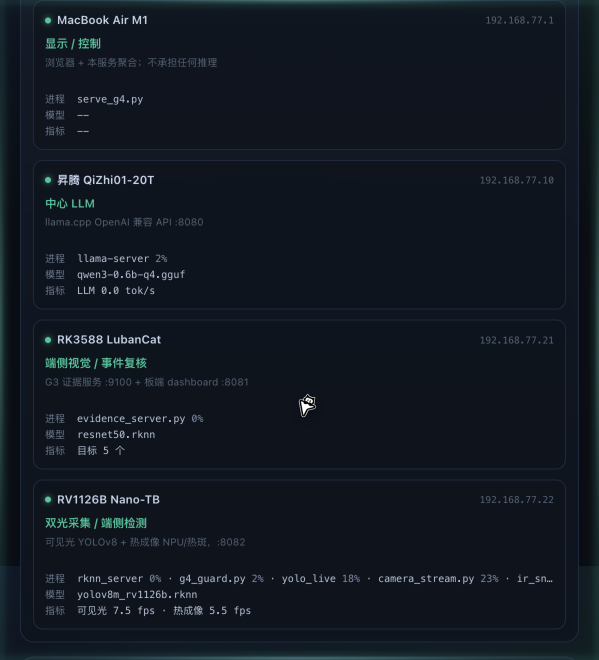 MacBook Air M1 192.168.77.1
显示 / 控制
浏览器 + 本服务聚合; 不承担任何推理
进程 serve_g4.py
模型 ——
指标 ——
昇腾 QiZhi01-20T 192.168.77.10
中心 LLM
llama.cpp OpenAI 兼容 API :8080
进程 llama-server 2%
模型 qwen3-0.6b-q4.gguf
指标 LLM 0.0 tok/s
RK3588 LubanCat 192.168.77.21
端侧视觉 / 事件复核
G3 证据服务 :9100 + 板端 dashboard :8081
进程 evidence_server.py 0%
模型 resnet50.rknn
指标 目标 5 个
RV1126B Nano-TB 192.168.77.22
双光采集 / 端侧检测
可见光 YOLOv8 + 热成像 NPU/热斑, :8082
进程 rknn_server 0% · g4_guard.py 2% · yolo_live 18% · camera_stream.py 23% · ir_sn…
模型 yolov8m_rv1126b.rknn
指标 可见光 7.5 fps · 热成像 5.5 fps